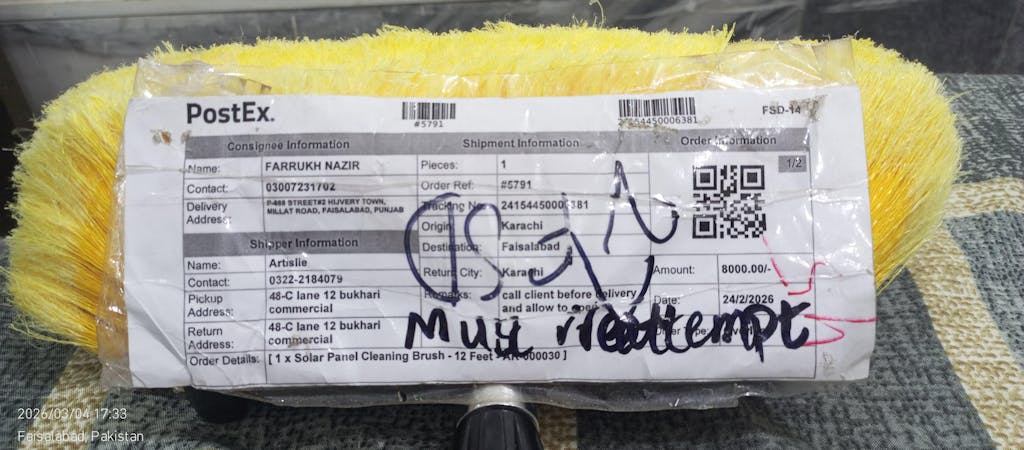 PostEx.
#5791
FSD-14
Consignee Information
Shipment Information
Order Information
Name: FARRUKH NAZIR
Pieces: 1
1/2
Contact: 03007231702
Order Ref: #5791
Delivery Address: P-488 STREET#2 HIJVERY TOWN, MILLAT ROAD, FAISALABAD, PUNJAB
Tracking No
Origin Karachi
Shipper Information
Destination: Faisalabad
Name: Artislie
Return City: Karachi
Amount: 8000.00/-
Contact: 0322-2184079
Remarks: call client before delivery
and allow to
Date: 24/2/2026
Pickup Address: 48-C lane 12 bukhari commercial
Return Address: 48-C lane 12 bukhari commercial
Must reattempt
Order Details: [ 1 x Solar Panel Cleaning Brush - 12 Feet
2026/03/04 17:33
Faisalabad, Pakistan